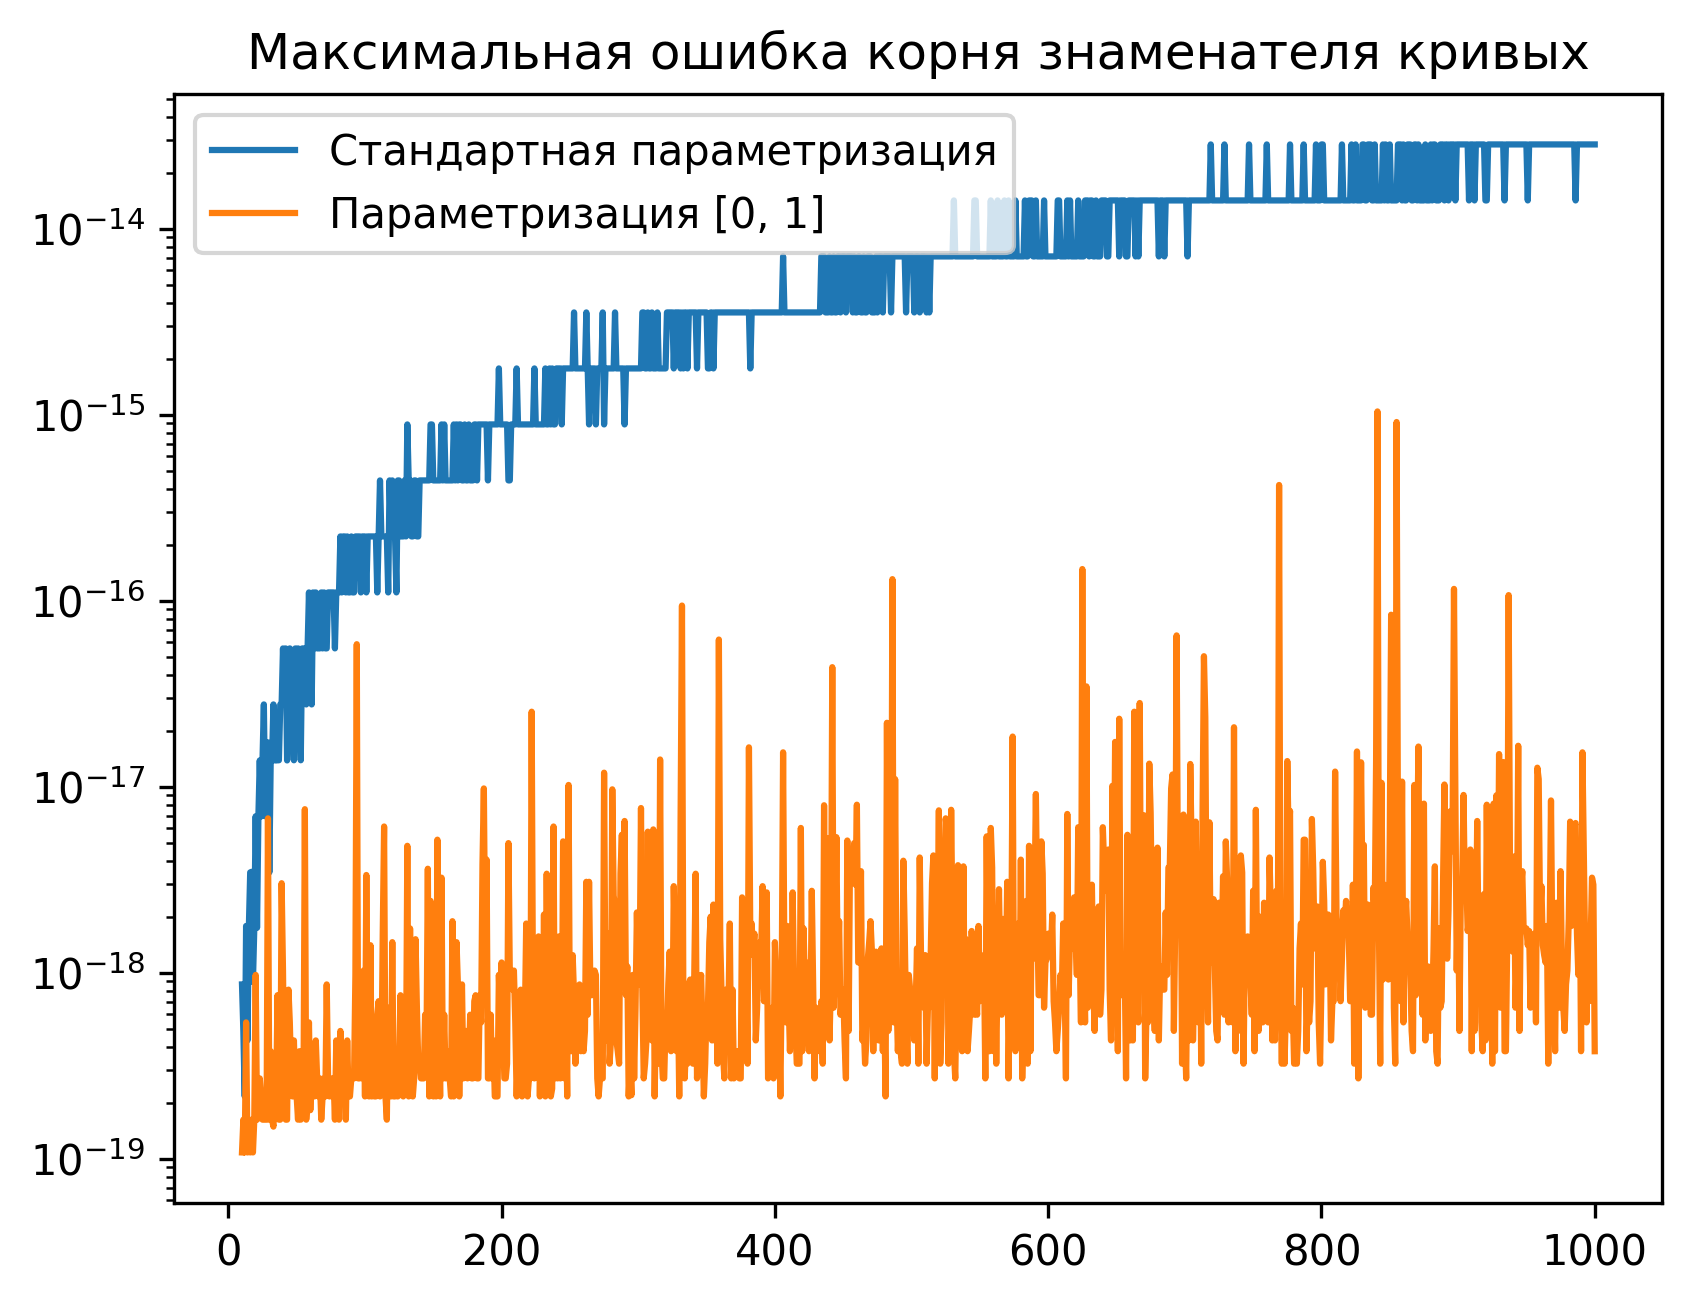 Максимальная ошибка корня знаменателя кривых
Стандартная параметризация
Параметризация [0, 1]
10⁻¹⁴
10⁻¹⁵
10⁻¹⁶
10⁻¹⁷
10⁻¹⁸
10⁻¹⁹
0 200 400 600 800 1000